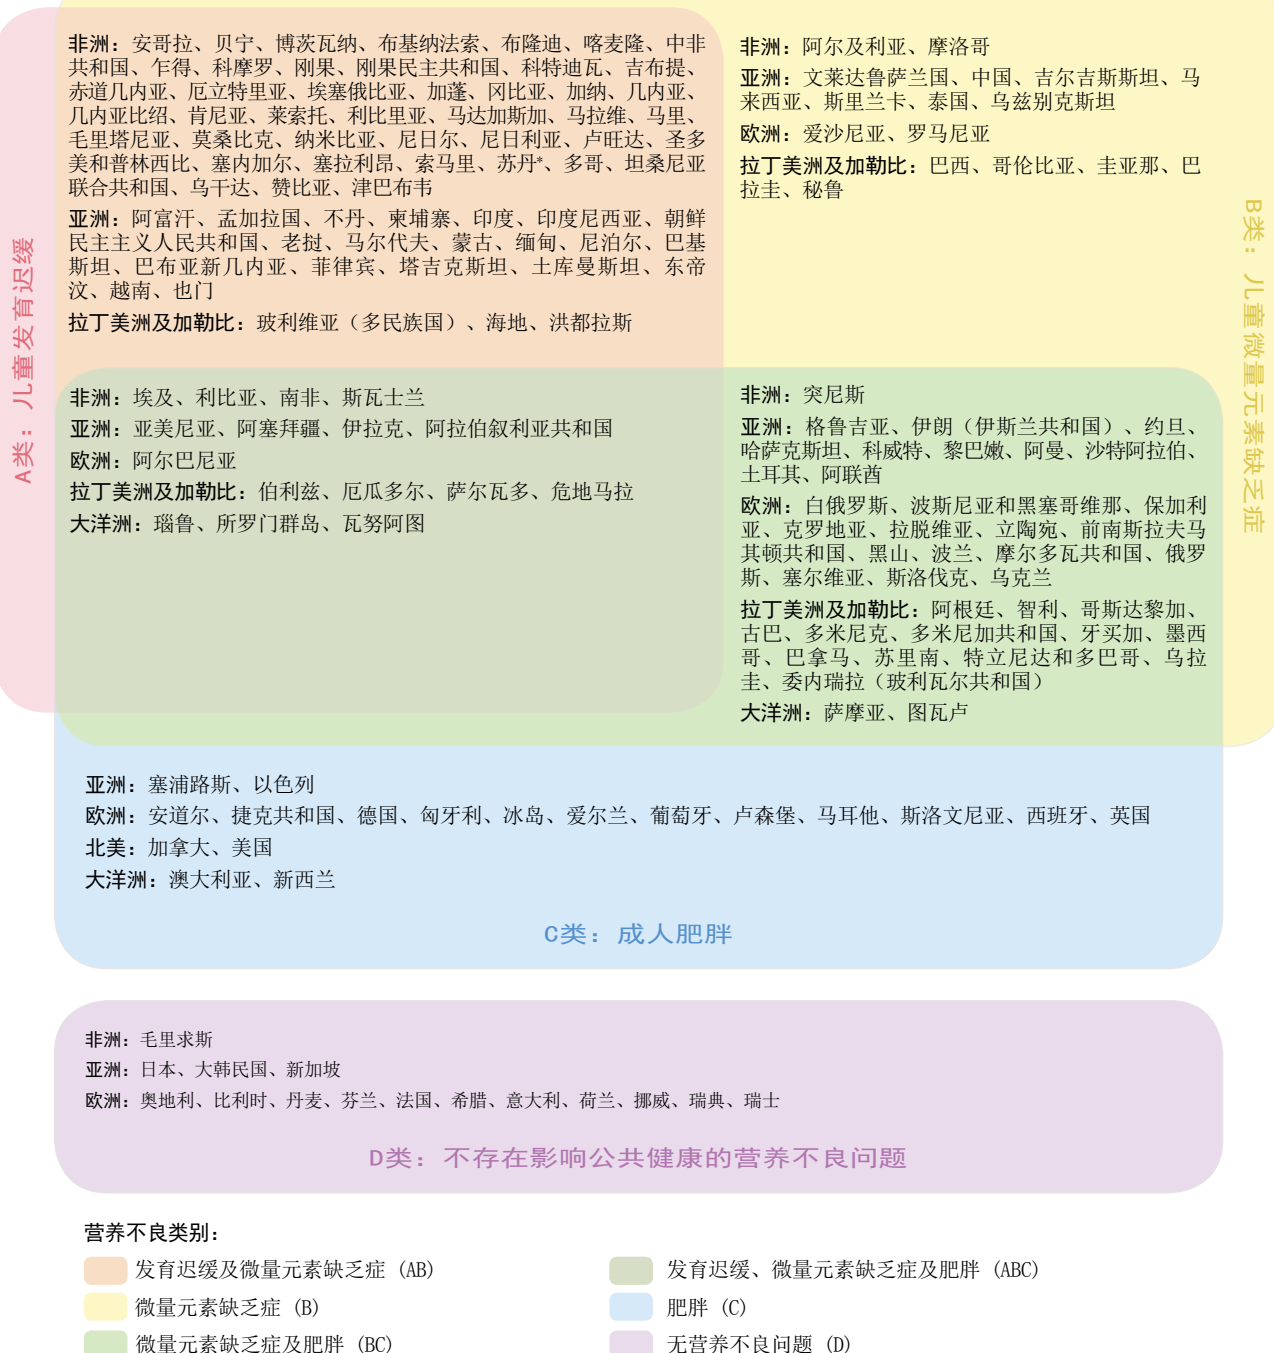 非洲：安哥拉、贝宁、博茨瓦纳、布基纳法索、布隆迪、喀麦隆、中非
共和国、乍得、科摩罗、刚果、刚果民主共和国、科特迪瓦、吉布提、
赤道几内亚、厄立特里亚、埃塞俄比亚、加蓬、冈比亚、加纳、几内亚、
几内亚比绍、肯尼亚、莱索托、利比里亚、马达加斯加、马拉维、马里、
毛里塔尼亚、莫桑比克、纳米比亚、尼日尔、尼日利亚、卢旺达、圣多
美和普林西比、塞内加尔、塞拉利昂、索马里、苏丹*、多哥、坦桑尼亚
联合共和国、乌干达、赞比亚、津巴布韦
亚洲：阿富汗、孟加拉国、不丹、柬埔寨、印度、印度尼西亚、朝鲜
民主主义人民共和国、老挝、马尔代夫、蒙古、缅甸、尼泊尔、巴基
斯坦、巴布亚新几内亚、菲律宾、塔吉克斯坦、土库曼斯坦、东帝
汶、越南、也门
拉丁美洲及加勒比：玻利维亚（多民族国）、海地、洪都拉斯
非洲：阿尔及利亚、摩洛哥
亚洲：文莱达鲁萨兰国、中国、吉尔吉斯斯坦、马
来西亚、斯里兰卡、泰国、乌兹别克斯坦
欧洲：爱沙尼亚、罗马尼亚
拉丁美洲及加勒比：巴西、哥伦比亚、圭亚那、巴
拉圭、秘鲁
A类：儿童发育迟缓
B类：儿童微量元素缺乏症
非洲：埃及、利比亚、南非、斯瓦士兰
亚洲：亚美尼亚、阿塞拜疆、伊拉克、阿拉伯叙利亚共和国
欧洲：阿尔巴尼亚
拉丁美洲及加勒比：伯利兹、厄瓜多尔、萨尔瓦多、危地马拉
大洋洲：瑙鲁、所罗门群岛、瓦努阿图
非洲：突尼斯
亚洲：格鲁吉亚、伊朗（伊斯兰共和国）、约旦、
哈萨克斯坦、科威特、黎巴嫩、阿曼、沙特阿拉伯、
土耳其、阿联酋
欧洲：白俄罗斯、波斯尼亚和黑塞哥维那、保加利
亚、克罗地亚、拉脱维亚、立陶宛、前南斯拉夫马
其顿共和国、黑山、波兰、摩尔多瓦共和国、俄罗
斯、塞尔维亚、斯洛伐克、乌克兰
拉丁美洲及加勒比：阿根廷、智利、哥斯达黎加、
古巴、多米尼克、多米尼加共和国、牙买加、墨西
哥、巴拿马、苏里南、特立尼达和多巴哥、乌拉
圭、委内瑞拉（玻利瓦尔共和国）
大洋洲：萨摩亚、图瓦卢
亚洲：塞浦路斯、以色列
欧洲：安道尔、捷克共和国、德国、匈牙利、冰岛、爱尔兰、葡萄牙、卢森堡、马耳他、斯洛文尼亚、西班牙、英国
北美：加拿大、美国
大洋洲：澳大利亚、新西兰
C类：成人肥胖
非洲：毛里求斯
亚洲：日本、大韩民国、新加坡
欧洲：奥地利、比利时、丹麦、芬兰、法国、希腊、意大利、荷兰、挪威、瑞典、瑞士
D类：不存在影响公共健康的营养不良问题
营养不良类别：
发育迟缓及微量元素缺乏症 (AB)
微量元素缺乏症 (B)
微量元素缺乏症及肥胖 (BC)
发育迟缓、微量元素缺乏症及肥胖 (ABC)
肥胖 (C)
无营养不良问题 (D)